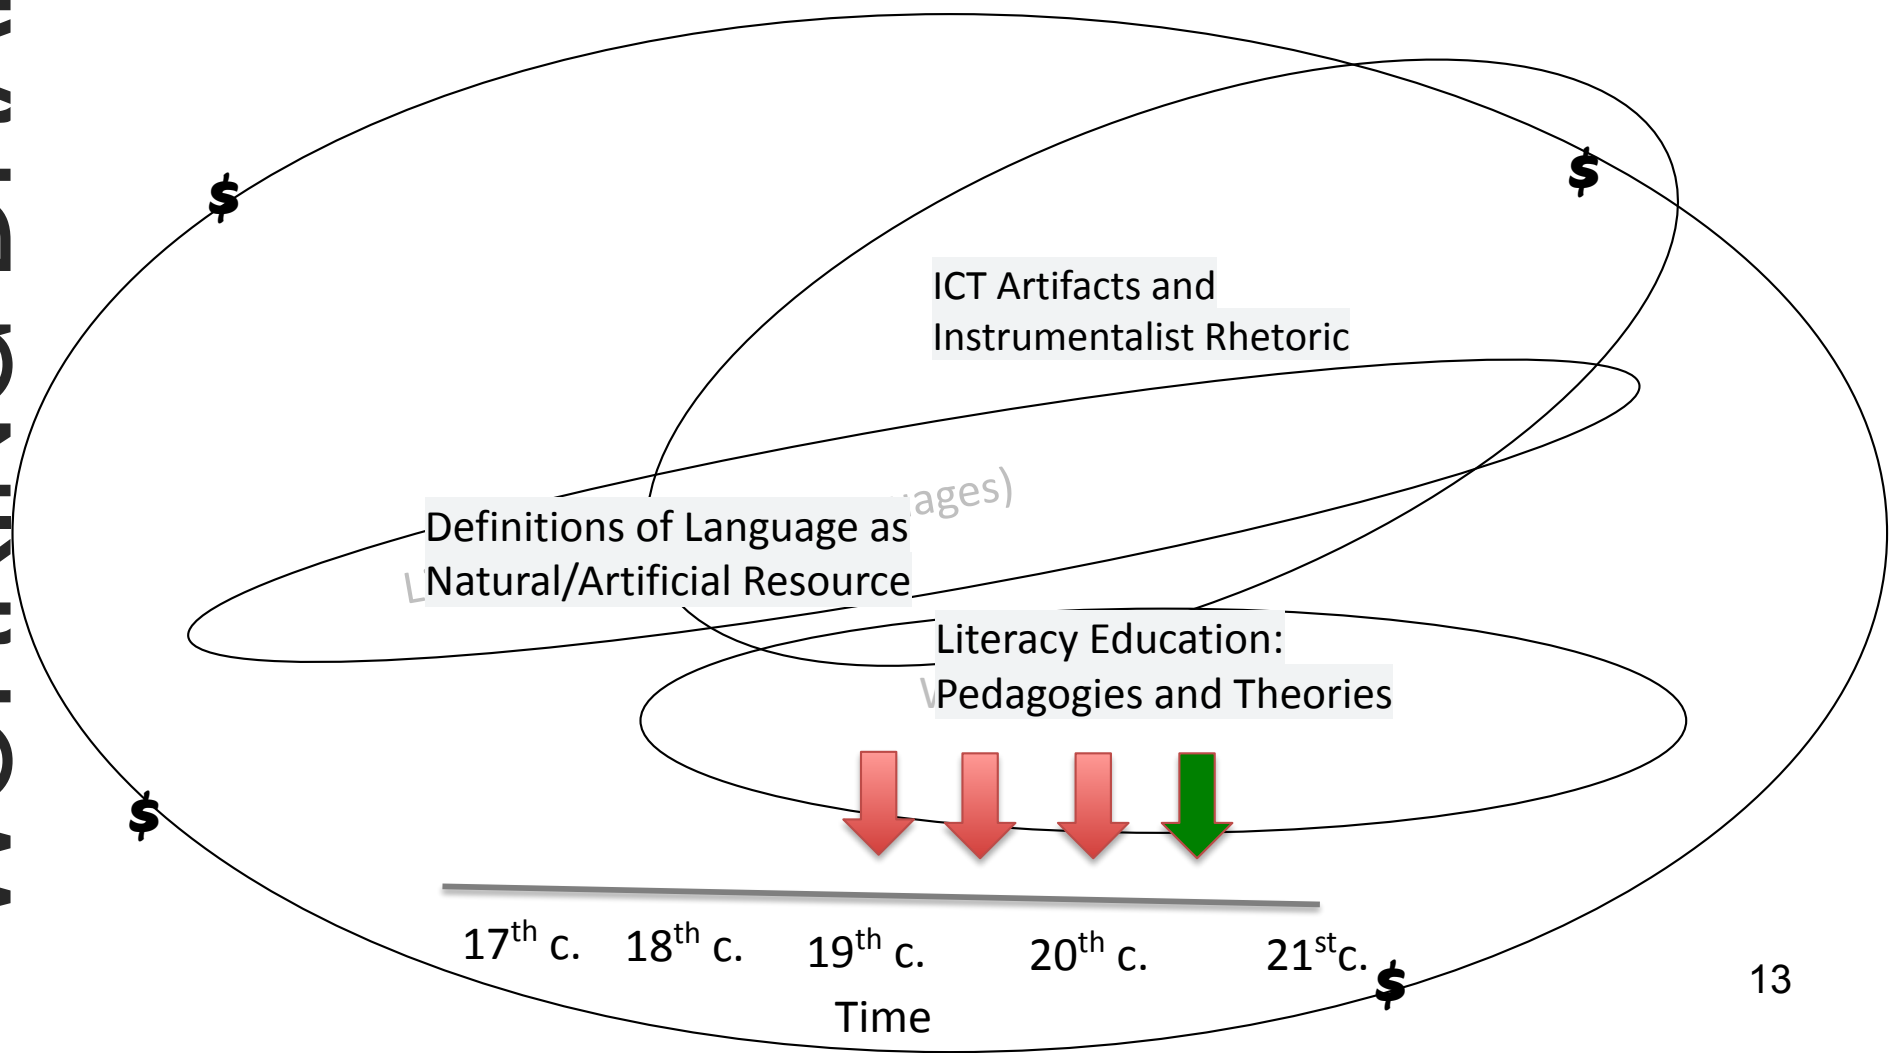 $
$
ICT Artifacts and
Instrumentalist Rhetoric
ages)
Definitions of Language as
Natural/Artificial Resource
Literacy Education:
Pedagogies and Theories
$
17th c. 18th c. 19th c. 20th c. 21st c.
$
13
Time